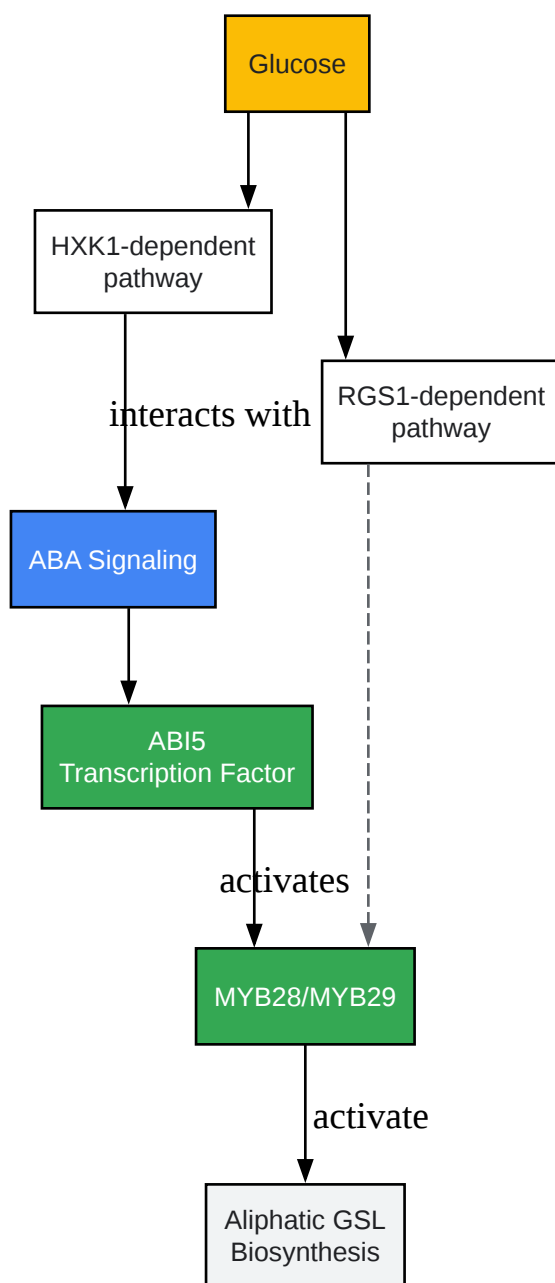 Glucose
HXK1-dependent
pathway
RGS1-dependent
pathway
interacts with
ABA Signaling
ABI5
Transcription Factor
activates
MYB28/MYB29
activate
Aliphatic GSL
Biosynthesis